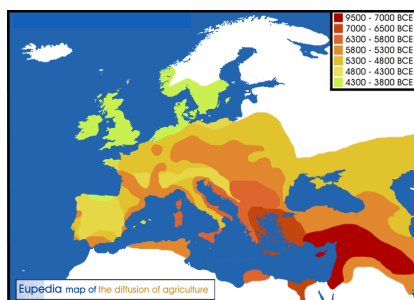 9500 - 7000 BCE
7000 - 6500 BCE
6300 - 5800 BCE
5800 - 5300 BCE
5300 - 4800 BCE
4800 - 4300 BCE
4300 - 3800 BCE
Eupedia map of the diffusion of agriculture